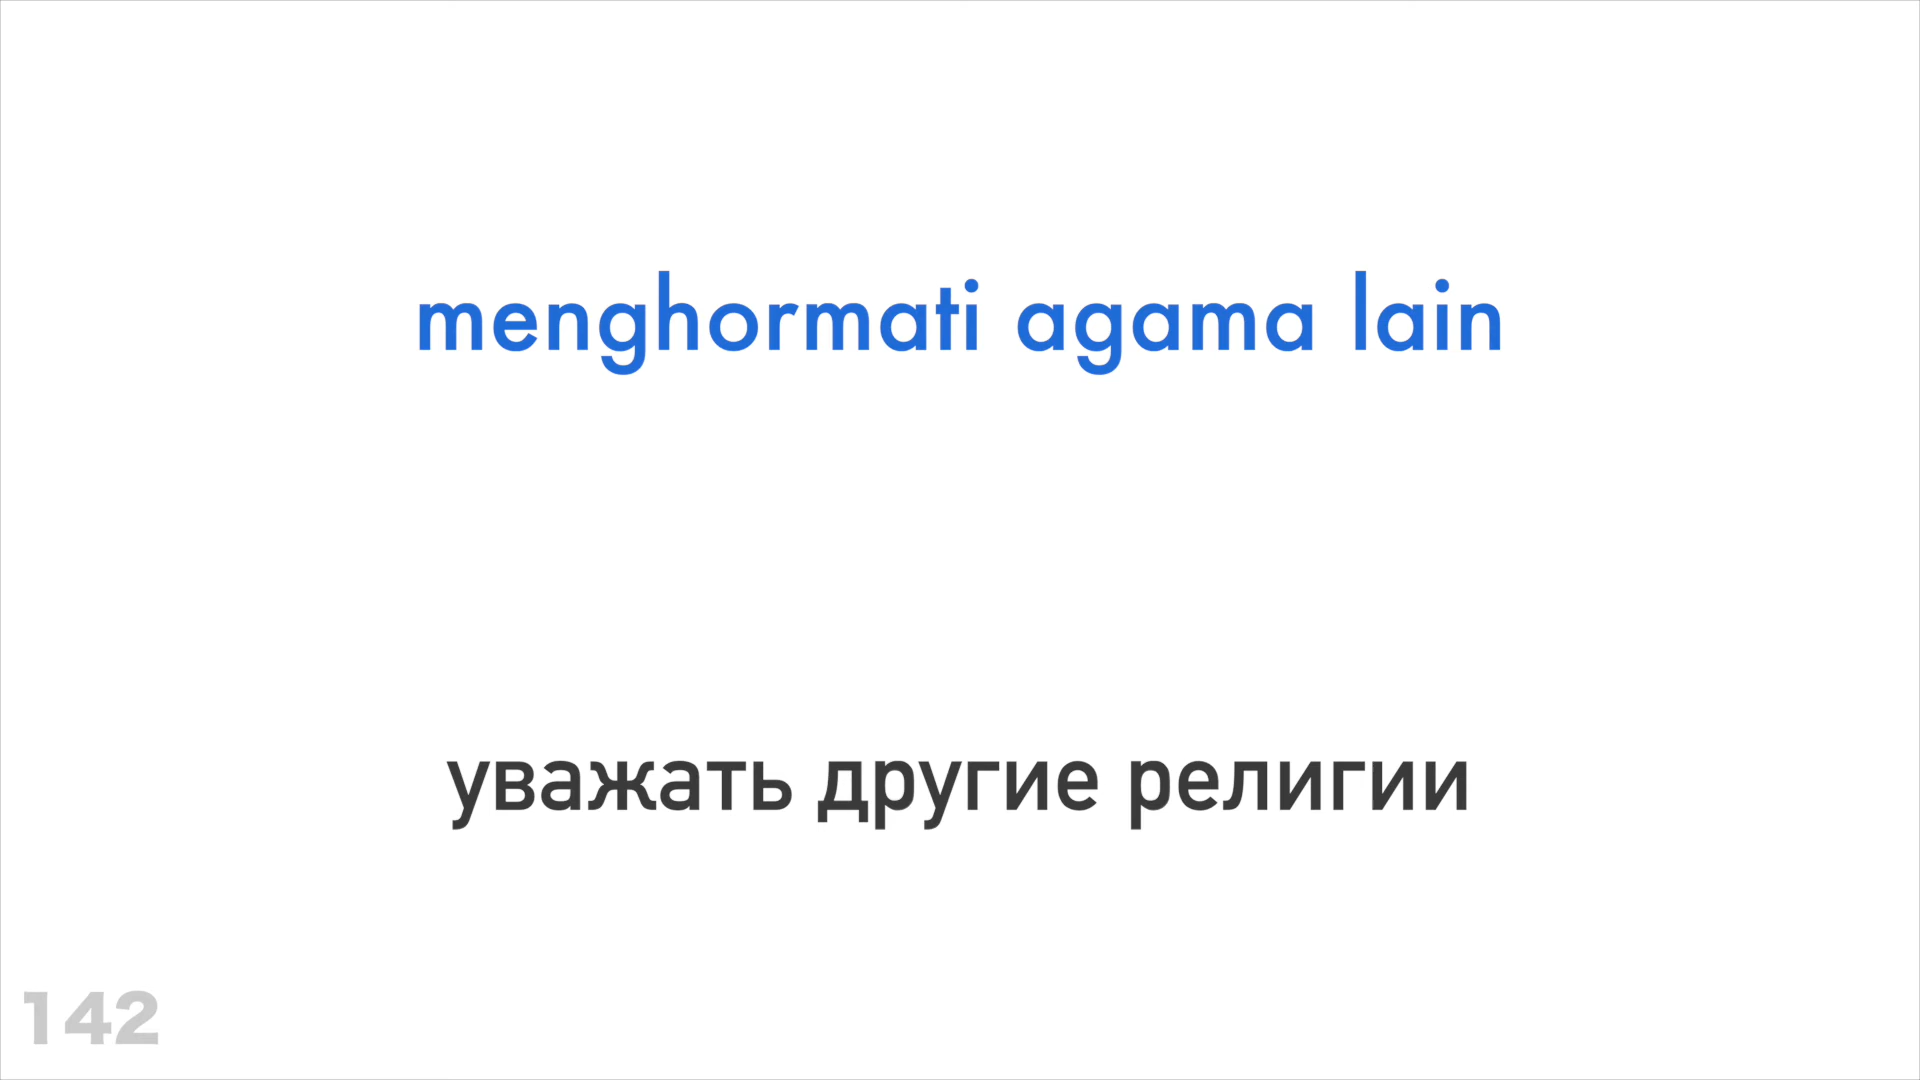 menghormati agama lain
уважать другие религии
142